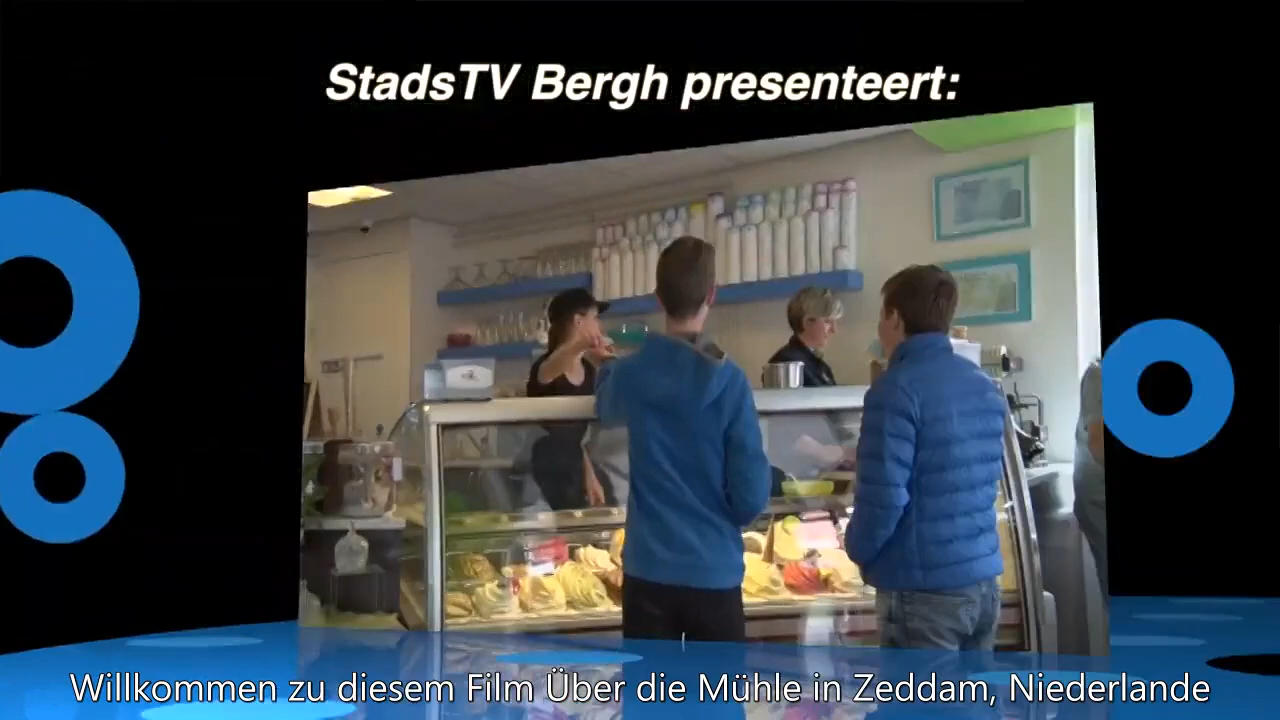 StadsTV Bergh presenteert:
Willkommen zu diesem Film Über die Mühle in Zeddam, Niederlande